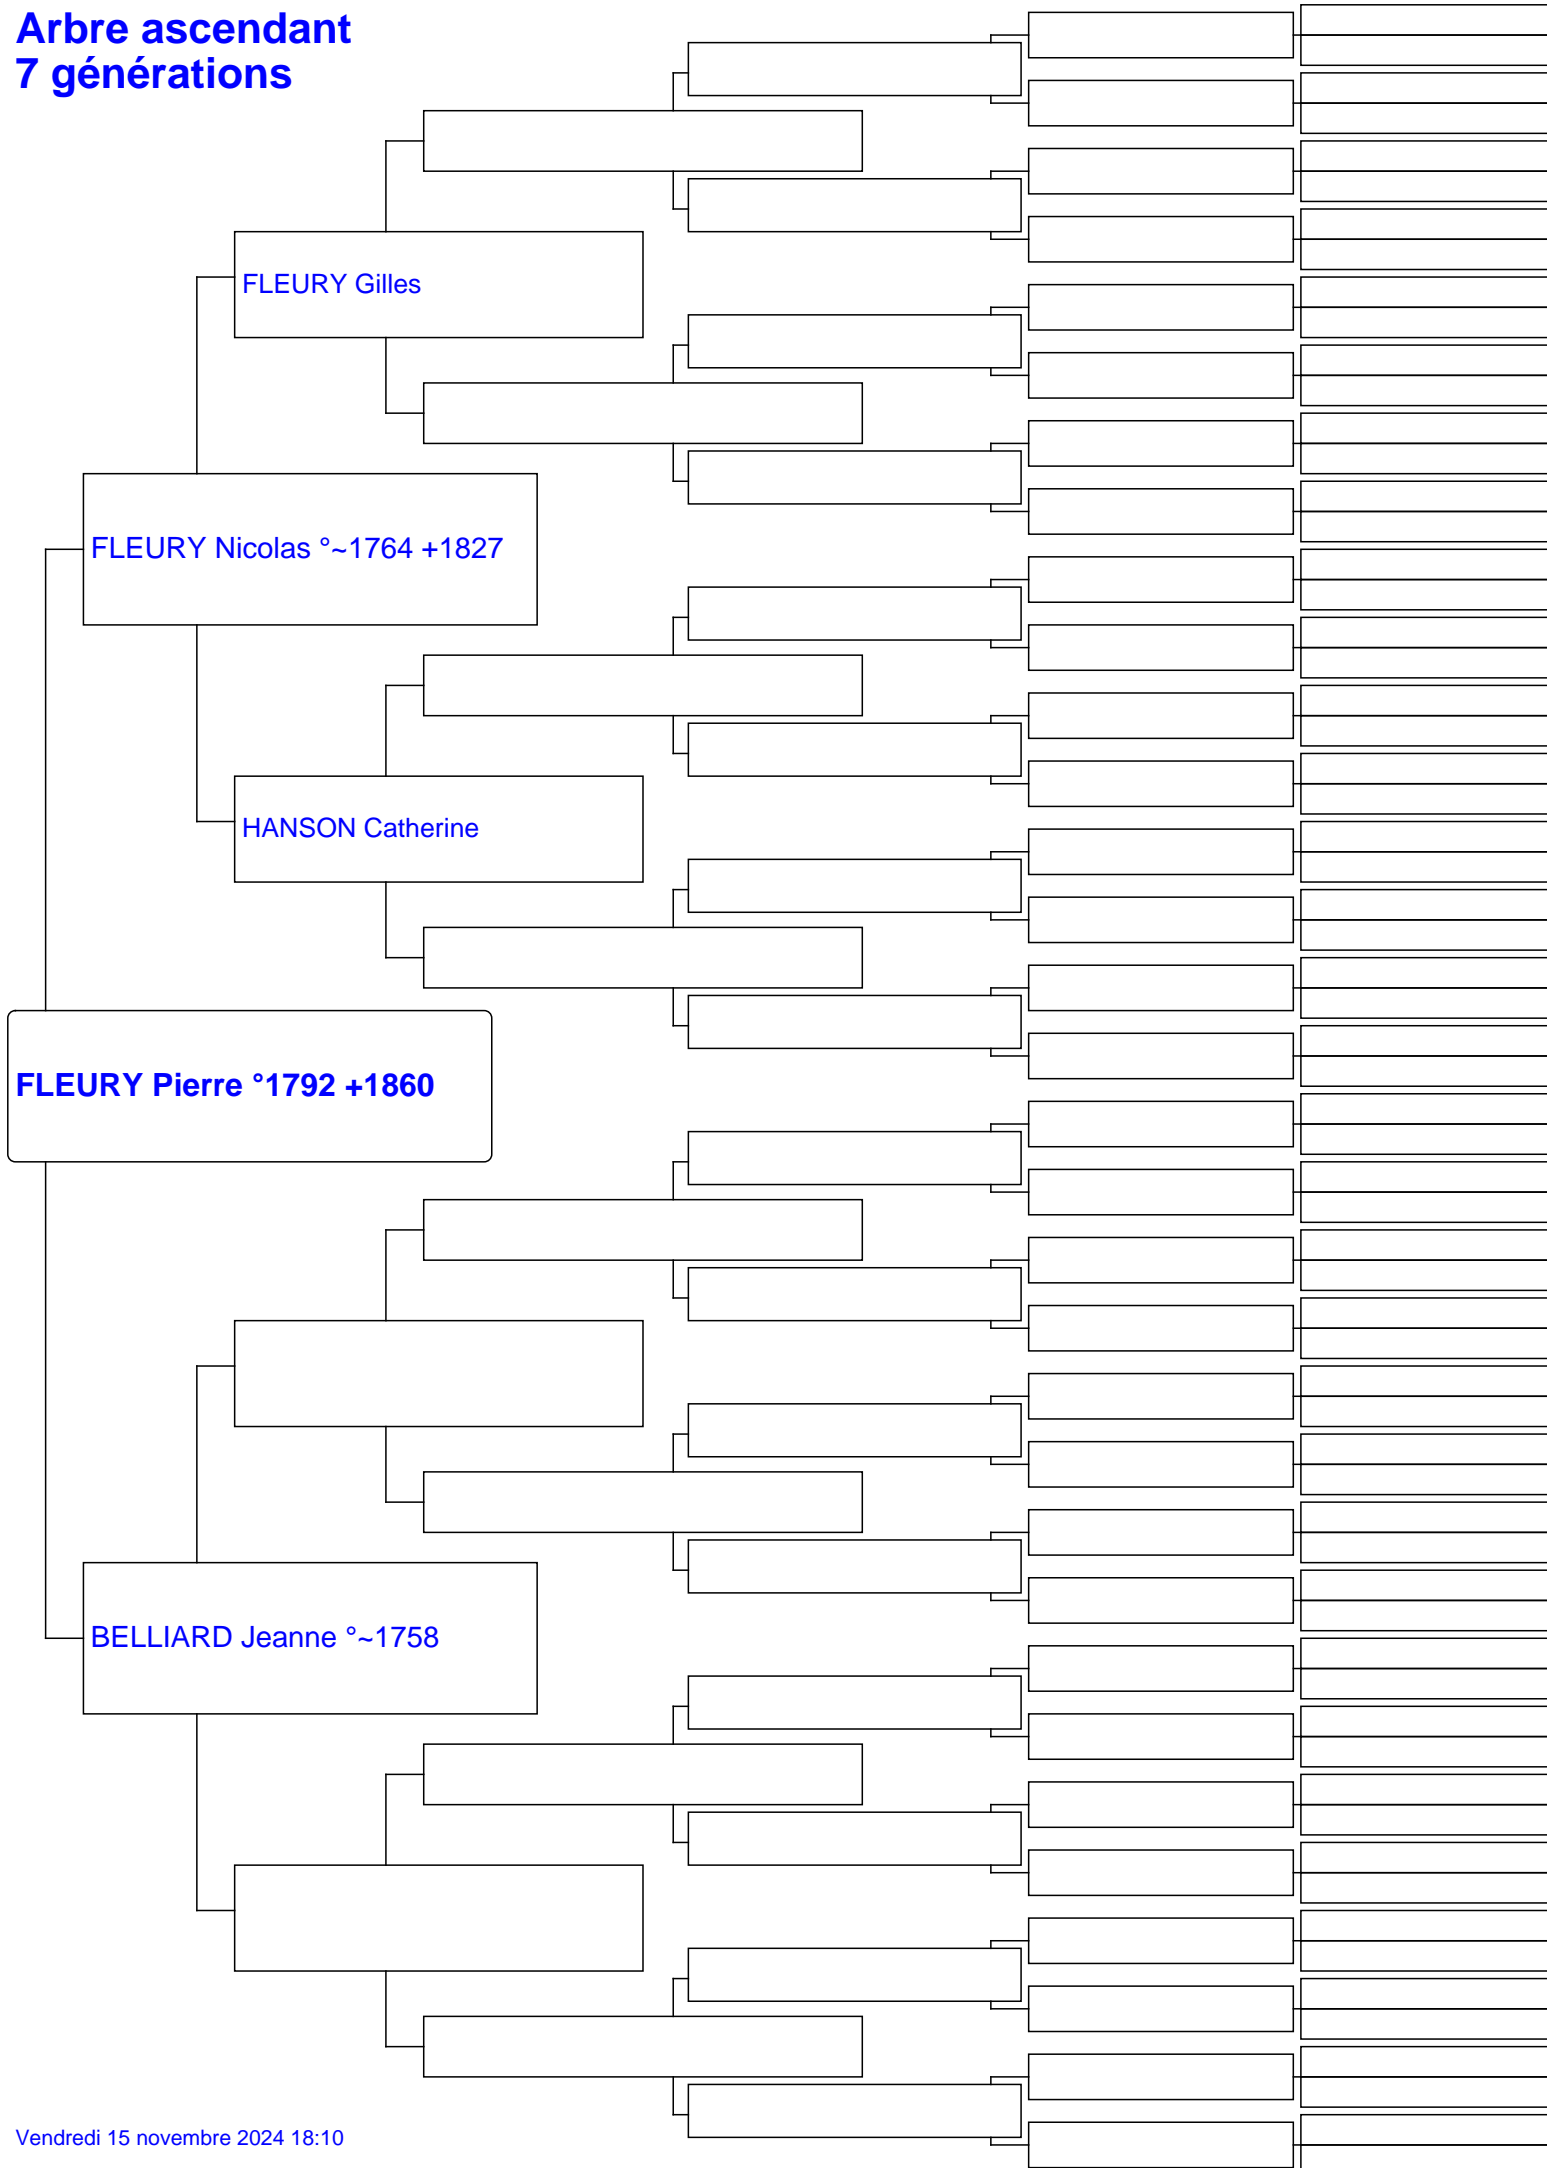 Arbre ascendant
7 générations
FLEURY Gilles
FLEURY Nicolas °~1764 +1827
HANSON Catherine
FLEURY Pierre °1792 +1860
BELLIARD Jeanne °~1758
Vendredi 15 novembre 2024 18:10